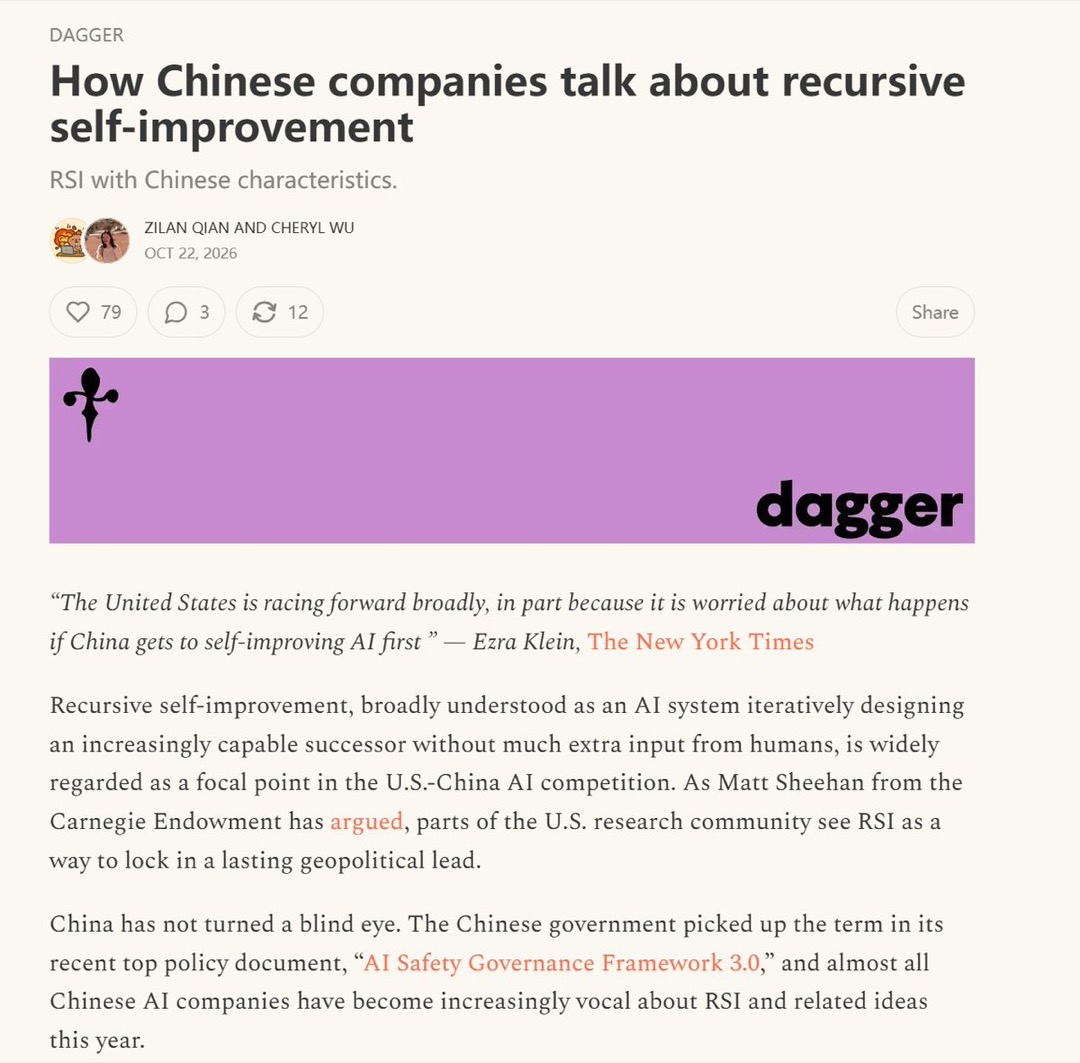 DAGGER
How Chinese companies talk about recursive
self-improvement
RSI with Chinese characteristics.
ZILAN QIAN AND CHERYL WU
OCT 22, 2026
79
3
12
Share
dagger
“The United States is racing forward broadly, in part because it is worried about what happens
if China gets to self-improving AI first ” — Ezra Klein, The New York Times
Recursive self-improvement, broadly understood as an AI system iteratively designing
an increasingly capable successor without much extra input from humans, is widely
regarded as a focal point in the U.S.-China AI competition. As Matt Sheehan from the
Carnegie Endowment has argued, parts of the U.S. research community see RSI as a
way to lock in a lasting geopolitical lead.
China has not turned a blind eye. The Chinese government picked up the term in its
recent top policy document, “AI Safety Governance Framework 3.0,” and almost all
Chinese AI companies have become increasingly vocal about RSI and related ideas
this year.